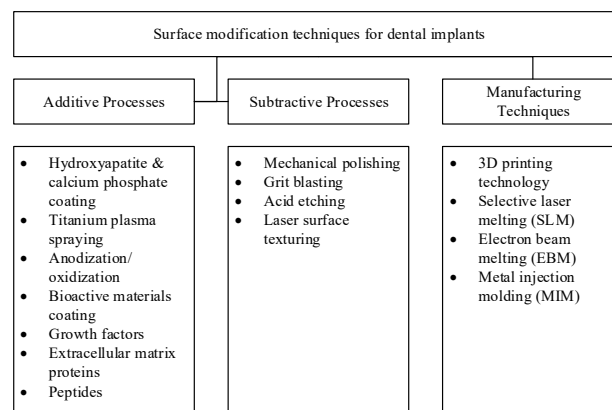 Surface modification techniques for dental implants
Additive Processes
Subtractive Processes
Manufacturing
Techniques
• Hydroxyapatite &
calcium phosphate
coating
• Titanium plasma
spraying
• Anodization/
oxidization
• Bioactive materials
coating
• Growth factors
• Extracellular matrix
proteins
• Peptides
• Mechanical polishing
• Grit blasting
• Acid etching
• Laser surface
texturing
• 3D printing
technology
• Selective laser
melting (SLM)
• Electron beam
melting (EBM)
• Metal injection
molding (MIM)